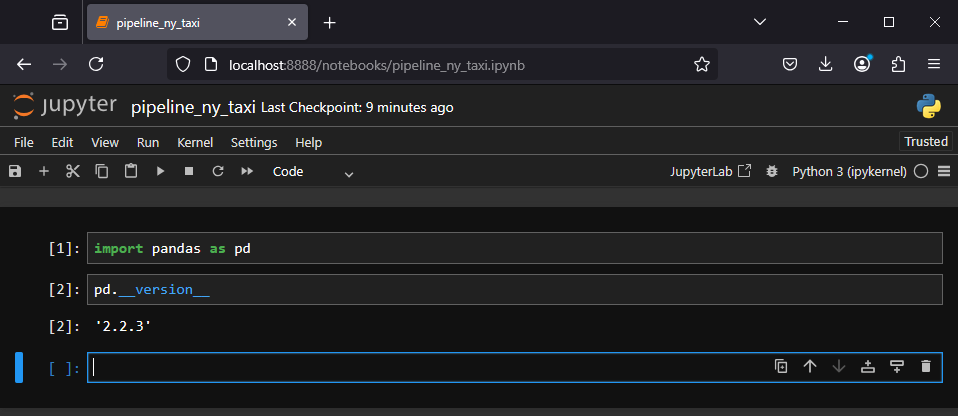 pipeline_ny_taxi
localhost:8888/notebooks/pipeline_ny_taxi.ipynb
jupyter pipeline_ny_taxi Last Checkpoint: 9 minutes ago
File Edit View Run Kernel Settings Help Trusted
Code JupyterLab Python 3 (ipykernel)
[1]: import pandas as pd
[2]: pd.__version__
[2]: '2.2.3'
[ ]: